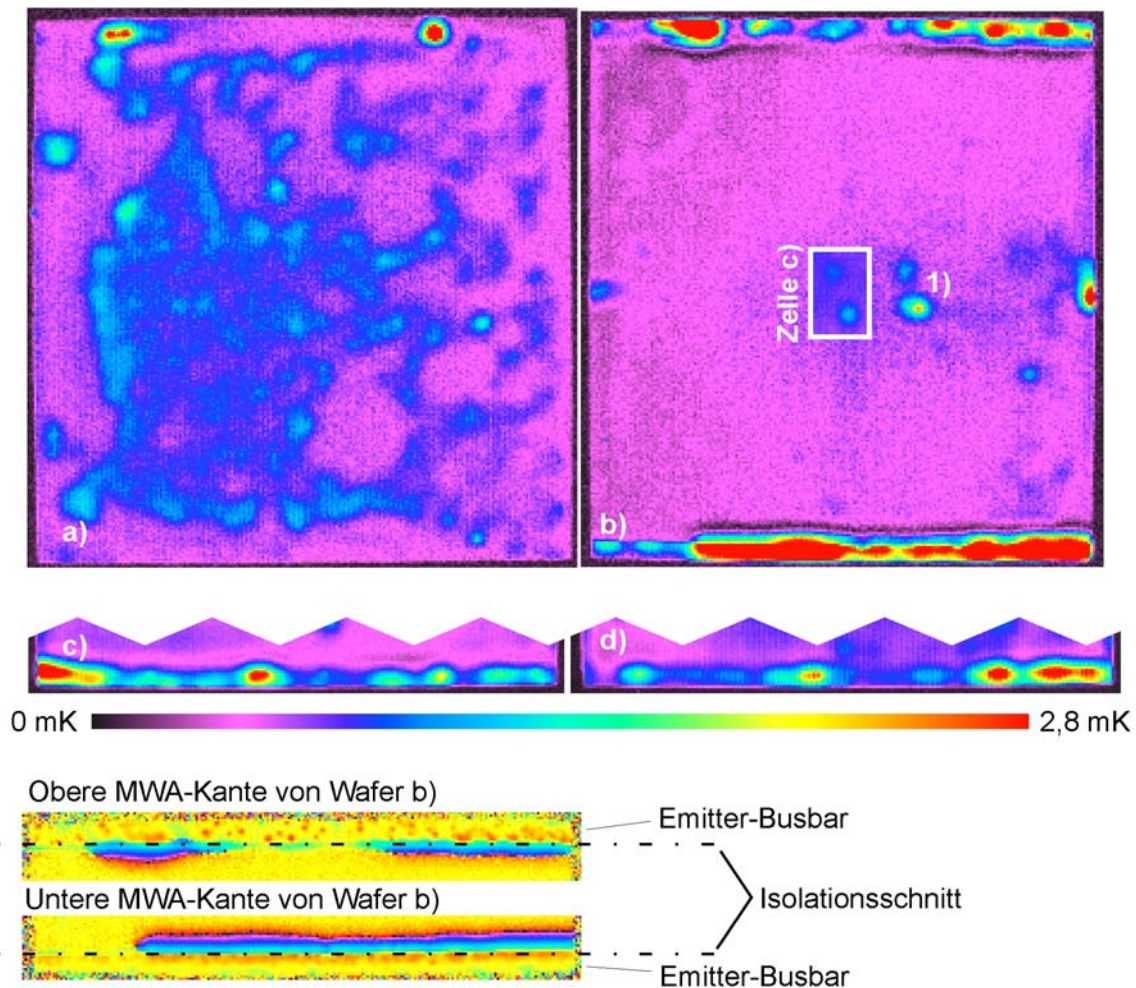 a)
b)
Zelle c)
1)
c)
d)
0 mK
2,8 mK
Obere MWA-Kante von Wafer b)
Emitter-Busbar
Isolationsschnitt
Untere MWA-Kante von Wafer b)
Emitter-Busbar